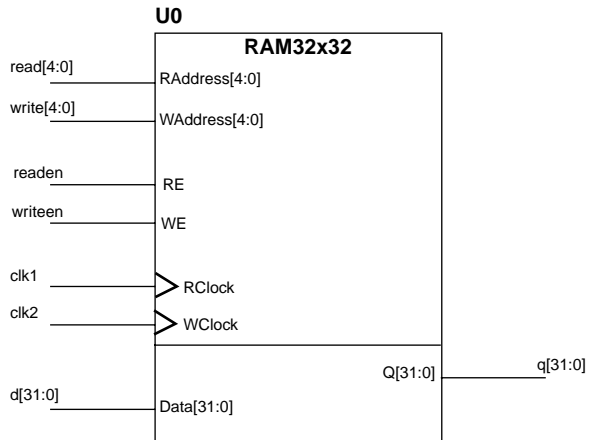 U0
RAM32x32
read[4:0]
RAddress[4:0]
write[4:0]
WAddress[4:0]
readen
RE
writeen
WE
clk1
RClock
clk2
WClock
Q[31:0]
q[31:0]
d[31:0]
Data[31:0]